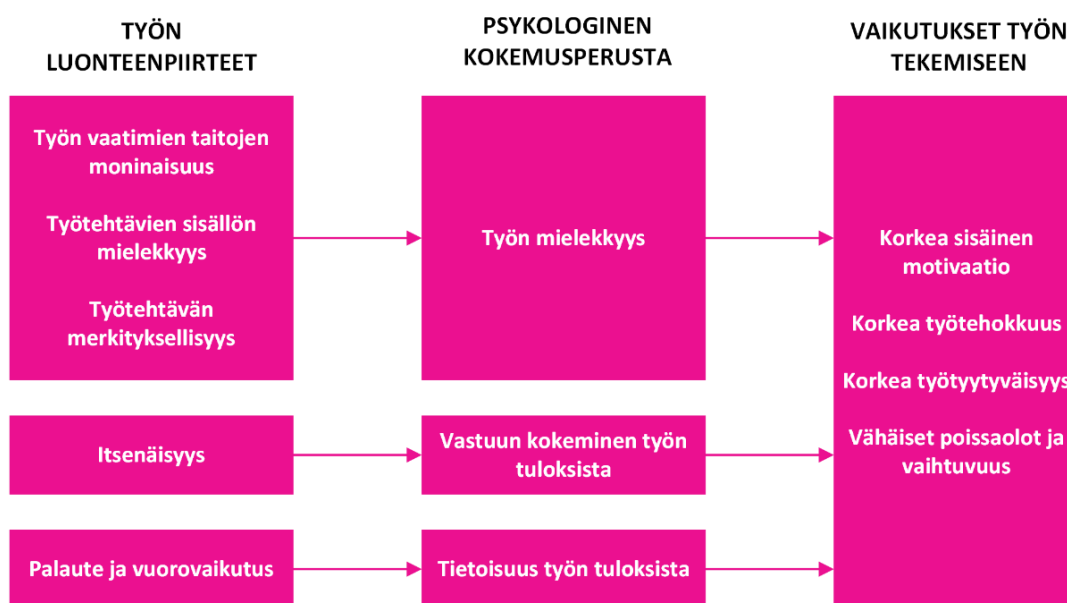 TYÖN
LUONTEENPIIRTEET
PSYKOLOGINEN
KOKEMUSPERUSTA
VAIKUTUKSET TYÖN
TEKEMISEEN
Työn vaatimien taitojen
moninaisuus
Työtehtävien sisällön
mielekkyys
Työtehtävän
merkityksellisyys
Työn mielekkyys
Korkea sisäinen
motivaatio
Korkea työtehokkuus
Korkea työtyytyväisyys
Vähäiset poissaolot ja
vaihtuvuus
Itsenäisyys
Vastuun kokeminen työn
tuloksista
Palaute ja vuorovaikutus
Tietoisuus työn tuloksista